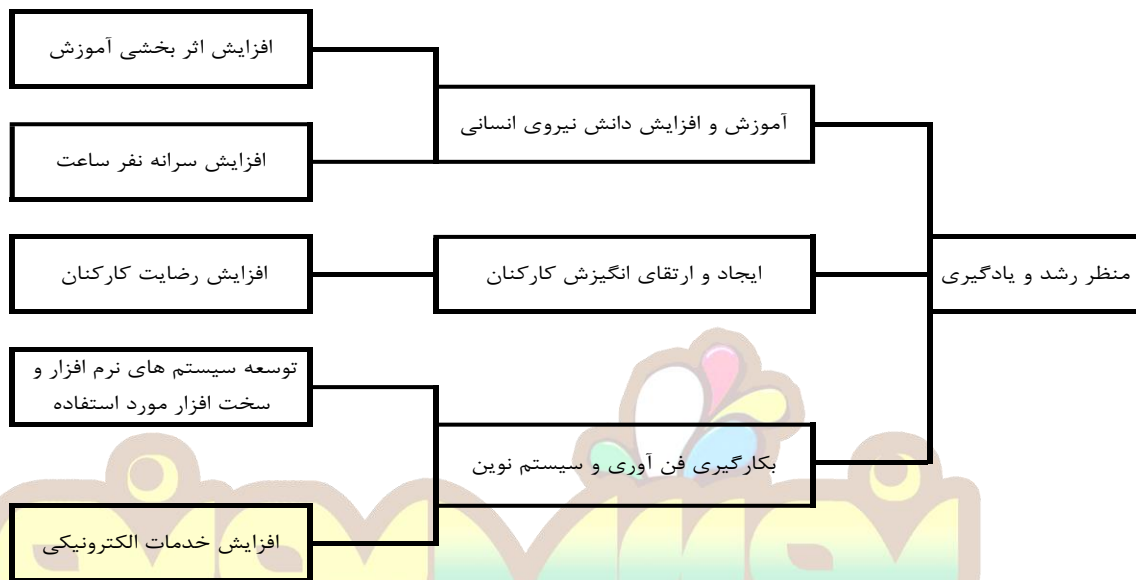 منظر رشد و یادگیری
آموزش و افزایش دانش نیروی انسانی
افزایش اثر بخشی آموزش
افزایش سرانه نفر ساعت
ایجاد و ارتقای انگیزش کارکنان
افزایش رضایت کارکنان
بکارگیری فن آوری و سیستم نوین
توسعه سیستم های نرم افزار و
سخت افزار مورد استفاده
افزایش خدمات الکترونیکی